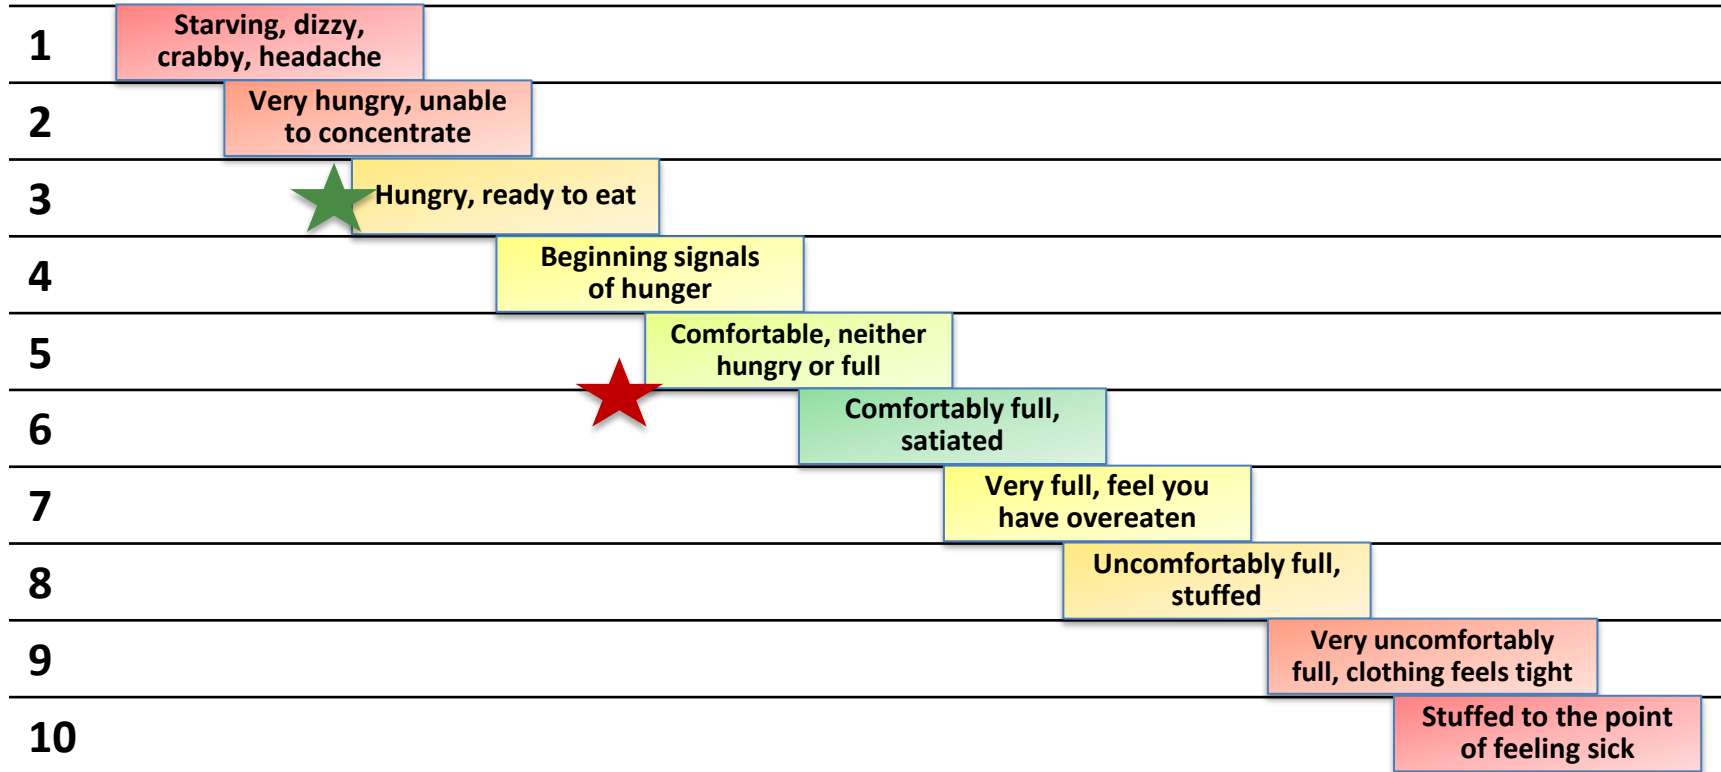 1
Starving, dizzy,
crabby, headache
2
Very hungry, unable
to concentrate
3
Hungry, ready to eat
4
Beginning signals
of hunger
5
Comfortable, neither
hungry or full
6
Comfortably full,
satiated
7
Very full, feel you
have overeaten
8
Uncomfortably full,
stuffed
9
Very uncomfortably
full, clothing feels tight
10
Stuffed to the point
of feeling sick